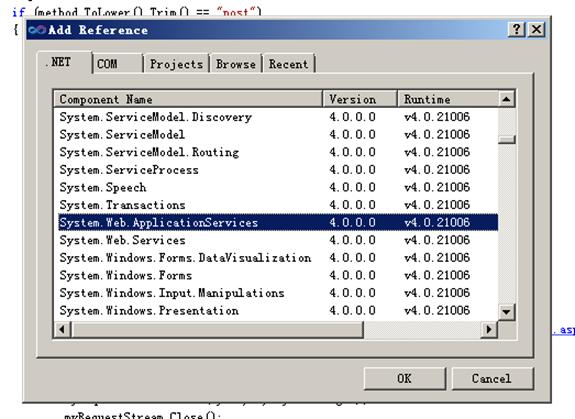 if (method.ToLower().Trim() == "post")
{
Add Reference
.NET COM Projects Browse Recent
Component Name Version Runtime
System.ServiceModel.Discovery 4.0.0.0 v4.0.21006
System.ServiceModel 4.0.0.0 v4.0.21006
System.ServiceModel.Routing 4.0.0.0 v4.0.21006
System.ServiceProcess 4.0.0.0 v4.0.21006
System.Speech 4.0.0.0 v4.0.21006
System.Transactions 4.0.0.0 v4.0.21006
System.Web.ApplicationServices 4.0.0.0 v4.0.21006
System.Web.Services 4.0.0.0 v4.0.21006
System.Windows.Forms.DataVisualization 4.0.0.0 v4.0.21006
System.Windows.Forms 4.0.0.0 v4.0.21006
System.Windows.Input.Manipulations 4.0.0.0 v4.0.21006
System.Windows.Presentation 4.0.0.0 v4.0.21006
.asp
OK Cancel
myRequestStream.Close();